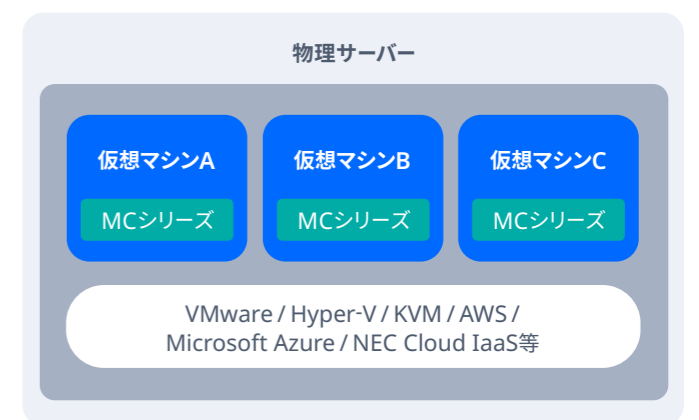 物理サーバー
仮想マシンA
仮想マシンB
仮想マシンC
MCシリーズ
MCシリーズ
MCシリーズ
VMware / Hyper-V / KVM / AWS /
Microsoft Azure / NEC Cloud IaaS等